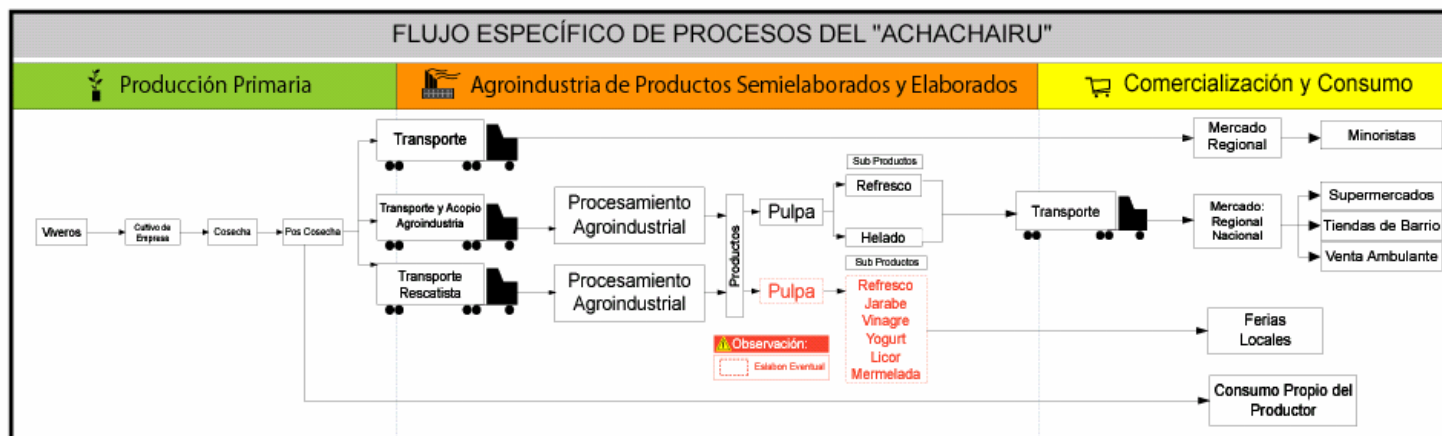 FLUJO ESPECÍFICO DE PROCESOS DEL "ACHACHAIRU"
Producción Primaria
Agroindustria de Productos Semielaborados y Elaborados
Comercialización y Consumo
Viveros
Cultivo de
Empresa
Cosecha
Pos Cosecha
Transporte
Transporte y Acopio
Agroindustria
Transporte
Rescatista
Procesamiento
Agroindustrial
Procesamiento
Agroindustrial
Productos
Pulpa
Pulpa
Sub Productos
Refresco
Helado
Sub Productos
Refresco
Jarabe
Vinagre
Yogurt
Licor
Mermelada
Observación:
Eslabon Eventual
Transporte
Mercado
Regional
Minoristas
Mercado:
Regional
Nacional
Supermercados
Tiendas de Barrio
Venta Ambulante
Ferias
Locales
Consumo Propio del
Productor